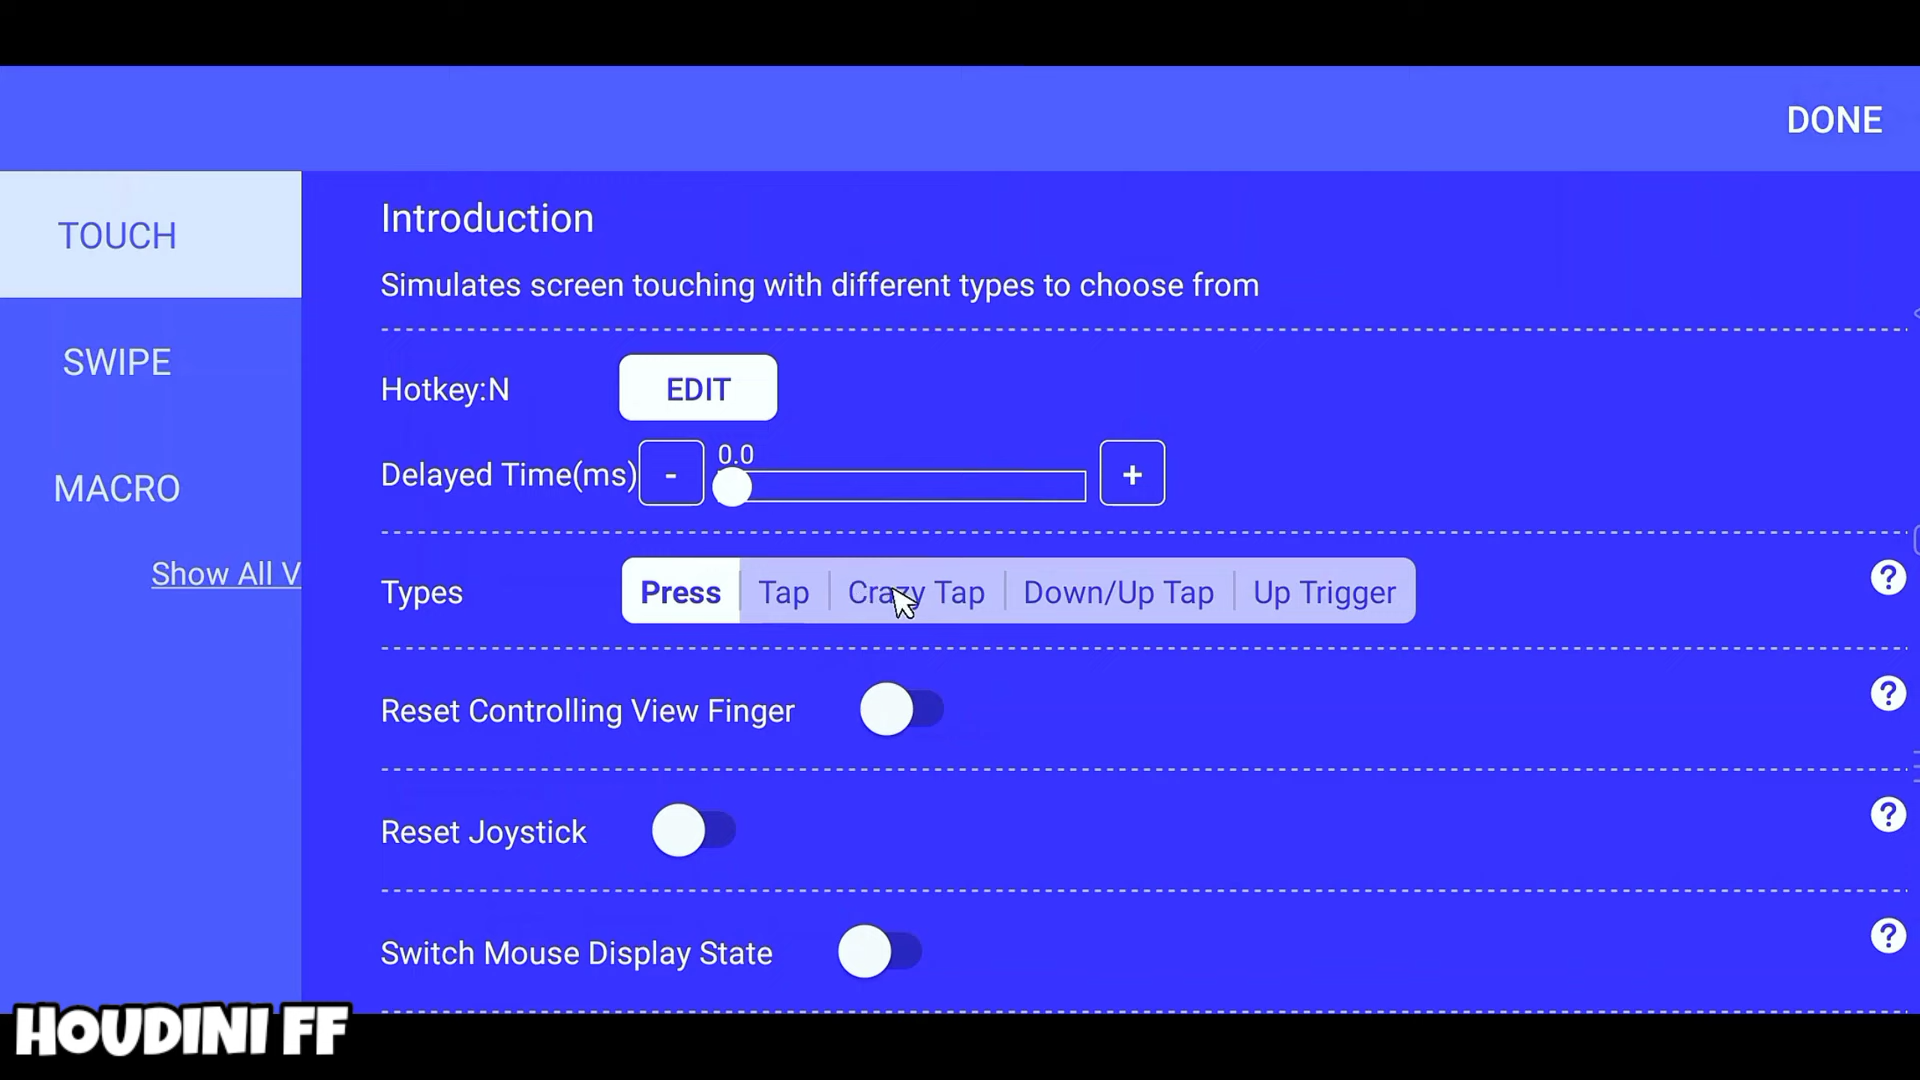 DONE
TOUCH
SWIPE
MACRO
Show All V
Introduction
Simulates screen touching with different types to choose from
Hotkey:N EDIT
Delayed Time(ms) - 0.0 +
Types Press Tap Crazy Tap Down/Up Tap Up Trigger ?
Reset Controlling View Finger ?
Reset Joystick ?
Switch Mouse Display State ?
HOUDINI FF